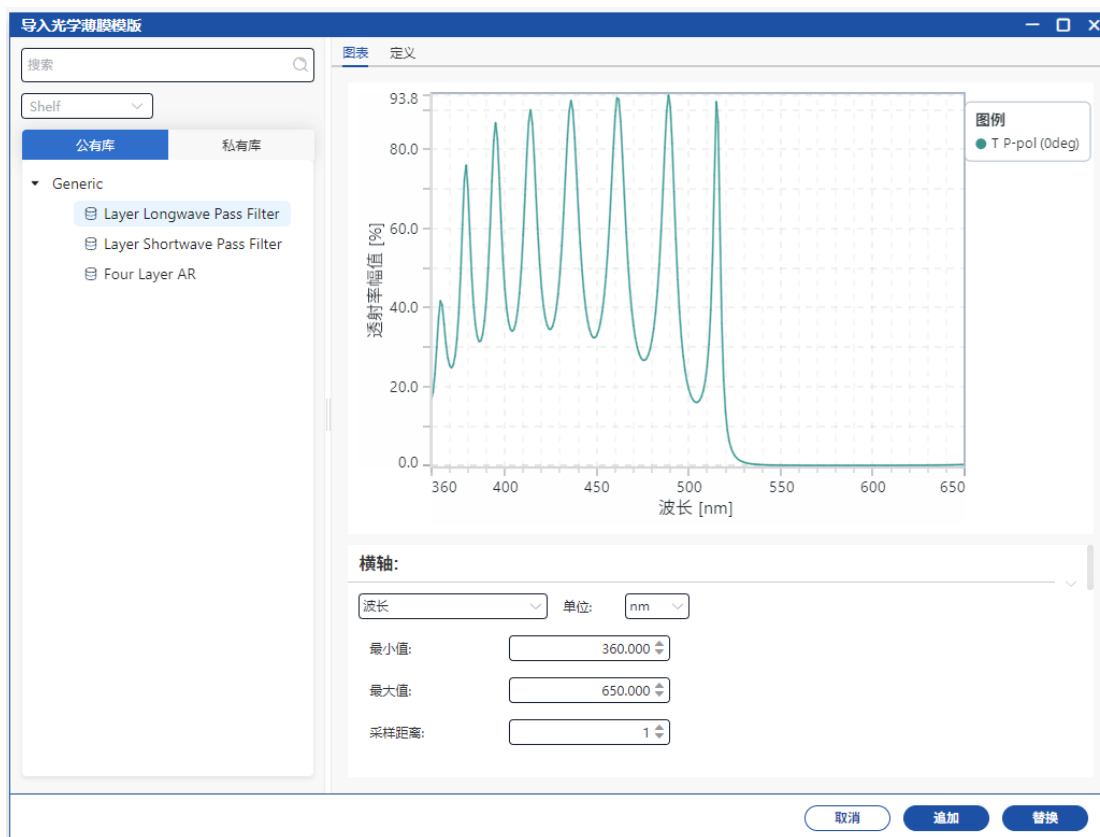 导入光学薄膜模版
搜索
Shelf
公有库 私有库
Generic
Layer Longwave Pass Filter
Layer Shortwave Pass Filter
Four Layer AR
图表 定义
93.8
80.0
60.0
40.0
20.0
0.0
透射率幅值 [%]
360 400 450 500 550 600 650
波长 [nm]
图例
T P-pol (0deg)
横轴:
波长 单位: nm
最小值: 360.000
最大值: 650.000
采样距离: 1
取消 追加 替换